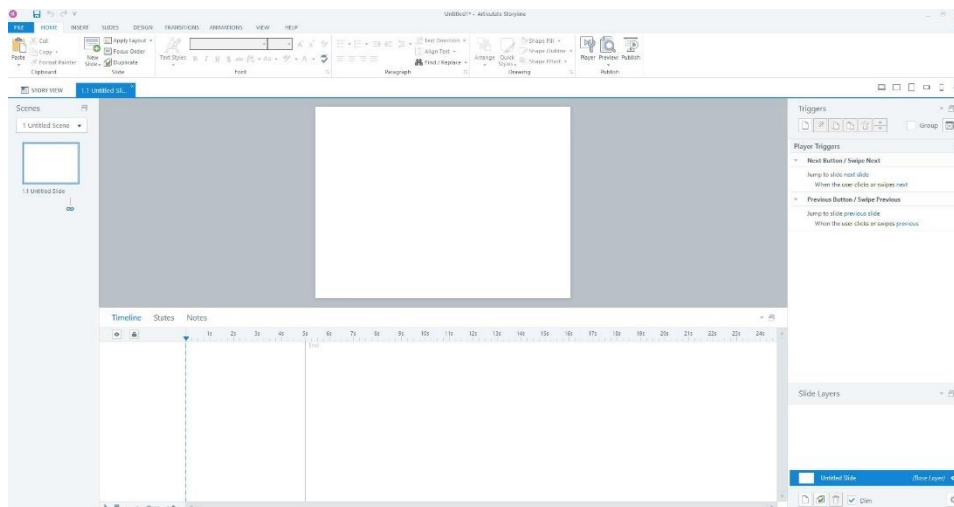 Untitled1* - Articulate Storyline
FILE HOME INSERT SLIDES DESIGN TRANSITIONS ANIMATIONS VIEW HELP
Cut
Copy
Format Painter
Paste
Clipboard
New Slide
Apply Layout
Focus Order
Duplicate
Slide
Text Styles
Font
Text Direction
Align Text
Find / Replace
Paragraph
Arrange
Quick Styles
Shape Fill
Shape Outline
Shape Effect
Drawing
Player Preview Publish
Publish
STORY VIEW
1.1 Untitled Sli...
Scenes
1 Untitled Scene
1.1 Untitled Slide
Triggers
Group
Player Triggers
Next Button / Swipe Next
Jump to slide next slide
When the user clicks or swipes next
Previous Button / Swipe Previous
Jump to slide previous slide
When the user clicks or swipes previous
Timeline States Notes
1s 2s 3s 4s 5s 6s 7s 8s 9s 10s 11s 12s 13s 14s 15s 16s 17s 18s 19s 20s 21s 22s 23s 24s
End
Slide Layers
Untitled Slide (Base Layer)
Dim